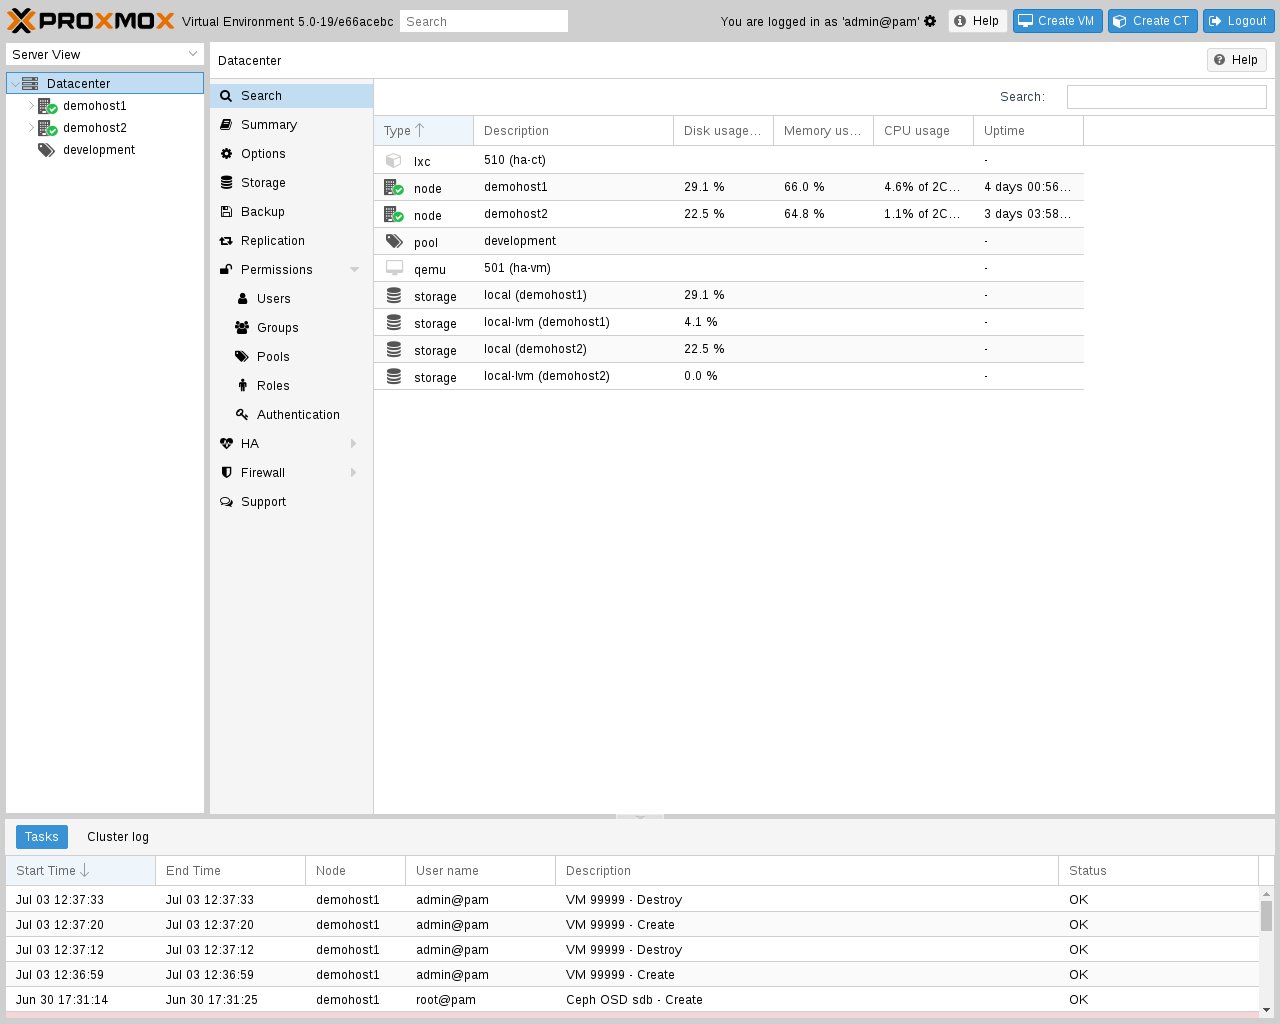 PROXMOX Virtual Environment 5.0-19/e66acebc Search You are logged in as 'admin@pam' Help Create VM Create CT Logout
Server View
Datacenter
demohost1
demohost2
development
Datacenter Help
Search
Summary
Options
Storage
Backup
Replication
Permissions
Users
Groups
Pools
Roles
Authentication
HA
Firewall
Support
Search:
Type Description Disk usage... Memory us... CPU usage Uptime
lxc 510 (ha-ct) -
node demohost1 29.1 % 66.0 % 4.6% of 2C... 4 days 00:56...
node demohost2 22.5 % 64.8 % 1.1% of 2C... 3 days 03:58...
pool development -
qemu 501 (ha-vm) -
storage local (demohost1) 29.1 % -
storage local-lvm (demohost1) 4.1 % -
storage local (demohost2) 22.5 % -
storage local-lvm (demohost2) 0.0 % -
Tasks Cluster log
Start Time End Time Node User name Description Status
Jul 03 12:37:33 Jul 03 12:37:33 demohost1 admin@pam VM 99999 - Destroy OK
Jul 03 12:37:20 Jul 03 12:37:20 demohost1 admin@pam VM 99999 - Create OK
Jul 03 12:37:12 Jul 03 12:37:12 demohost1 admin@pam VM 99999 - Destroy OK
Jul 03 12:36:59 Jul 03 12:36:59 demohost1 admin@pam VM 99999 - Create OK
Jun 30 17:31:14 Jun 30 17:31:25 demohost1 root@pam Ceph OSD sdb - Create OK